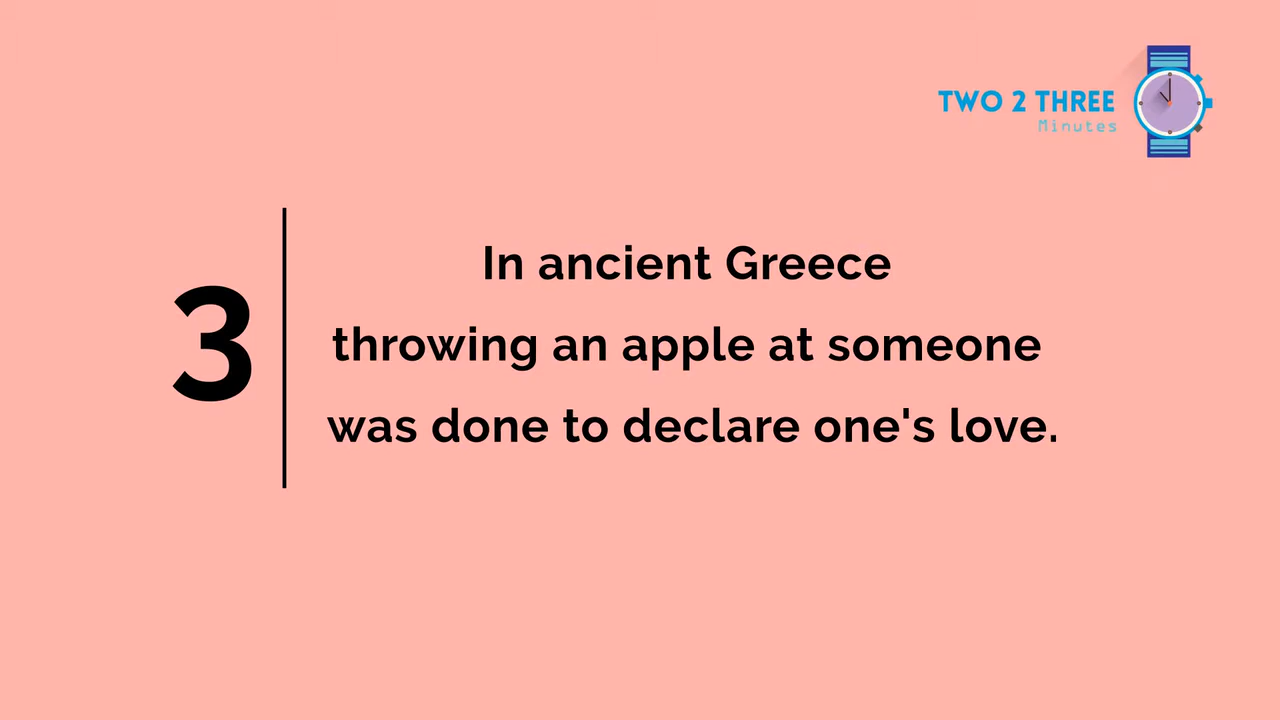 TWO 2 THREE
Minutes
3
In ancient Greece
throwing an apple at someone
was done to declare one's love.